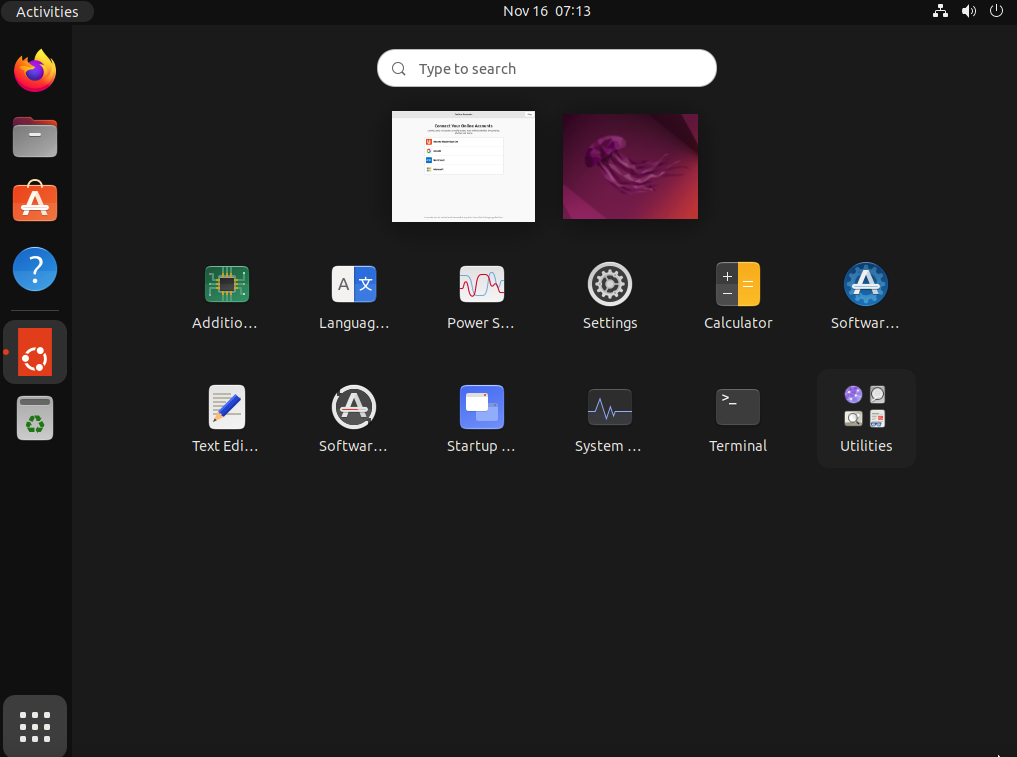 Activities
Nov 16 07:13
Type to search
Connect Your Online Accounts
Additio...
Languag...
Power S...
Settings
Calculator
Softwar...
Text Edi...
Softwar...
Startup ...
System ...
>_
Terminal
Utilities